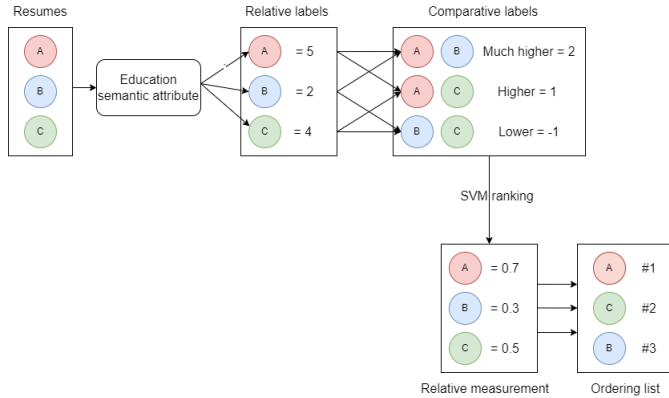 Resumes
Relative labels
Comparative labels
A
B
C
Education
semantic attribute
A = 5
B = 2
C = 4
A B Much higher = 2
A C Higher = 1
B C Lower = -1
SVM ranking
A = 0.7
B = 0.3
C = 0.5
A #1
C #2
B #3
Relative measurement
Ordering list